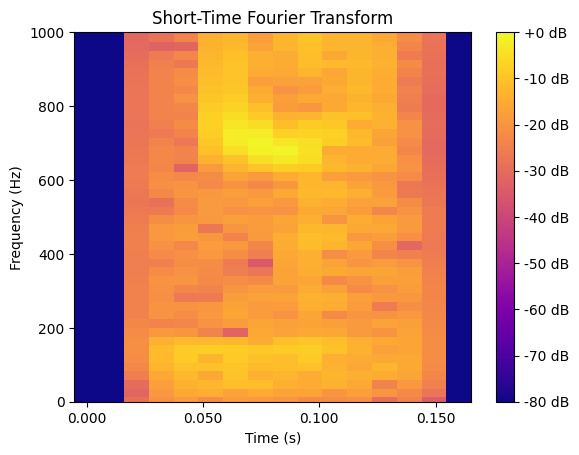 Short-Time Fourier Transform
Frequency (Hz)
1000
800
600
400
200
0
0.000
0.050
0.100
0.150
Time (s)
+0 dB
-10 dB
-20 dB
-30 dB
-40 dB
-50 dB
-60 dB
-70 dB
-80 dB